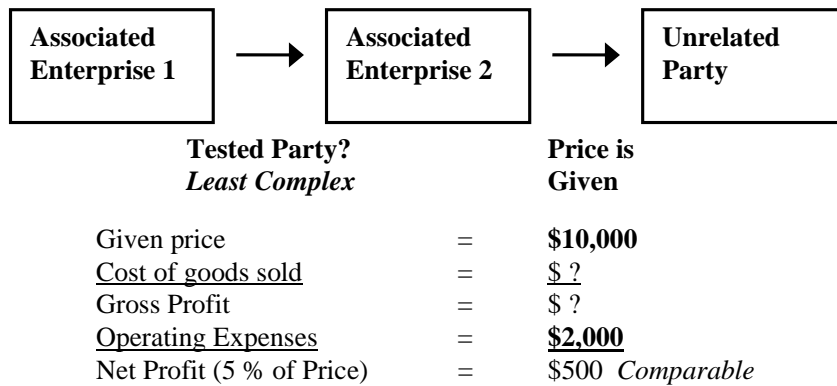 Associated Enterprise 1
Associated Enterprise 2
Unrelated Party
Tested Party?
Least Complex
Price is Given
Given price = $10,000
Cost of goods sold = $ ?
Gross Profit = $ ?
Operating Expenses = $2,000
Net Profit (5 % of Price) = $500 Comparable